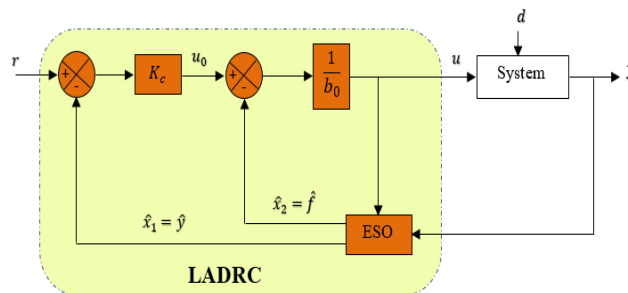 d
r
+
-
K_c
u_0
+
-
1
b_0
u
System
x̂_2 = f̂
x̂_1 = ŷ
ESO
LADRC